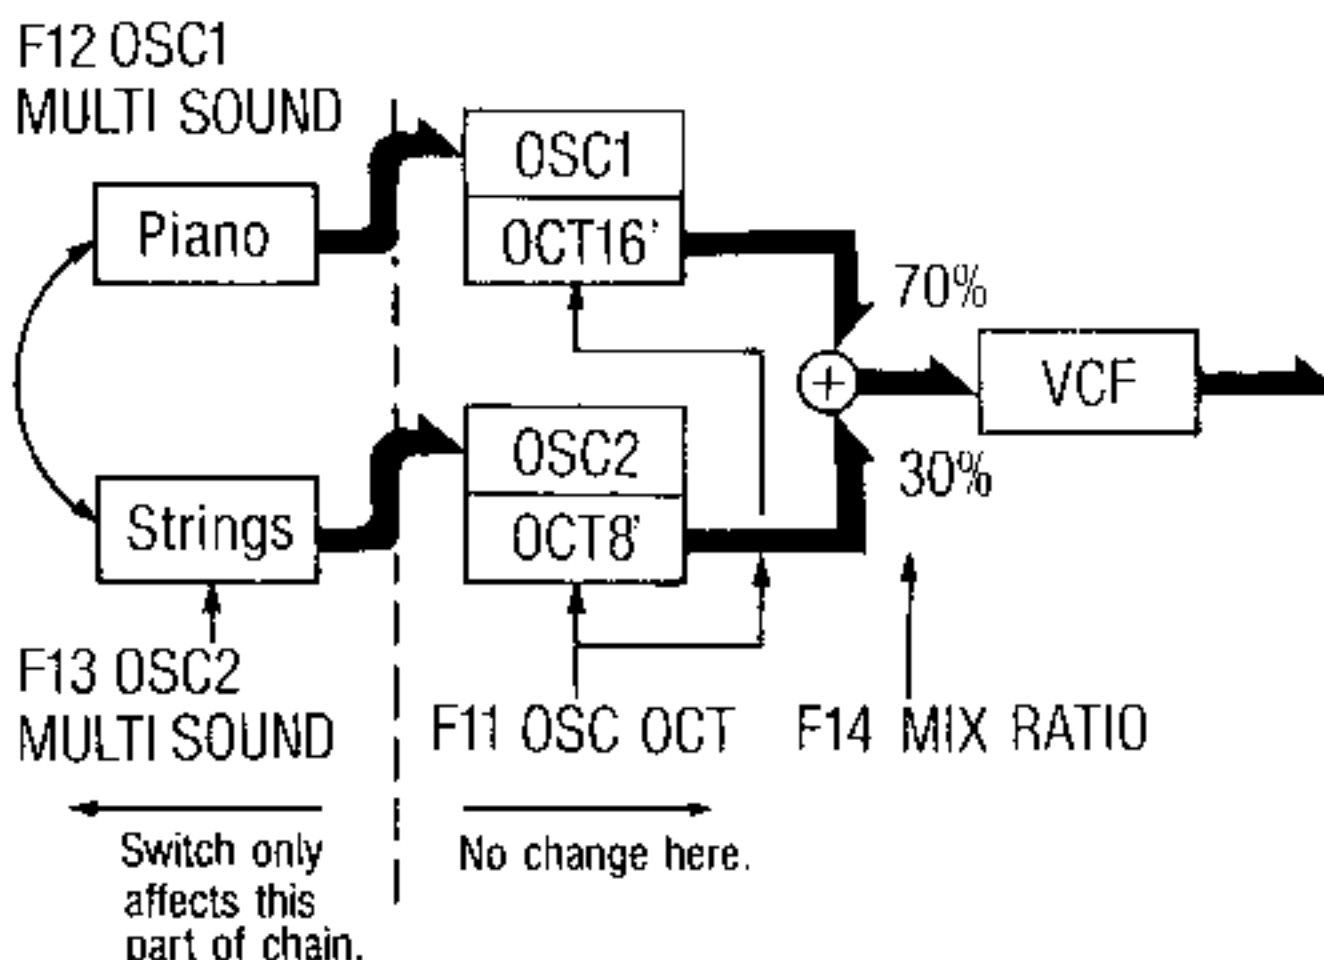 F12 OSC1
MULTI SOUND
Piano
OSC1
OCT16'
70%
+
VCF
Strings
OSC2
OCT8'
30%
F13 OSC2
MULTI SOUND
F11 OSC OCT
F14 MIX RATIO
Switch only
affects this
part of chain.
No change here.